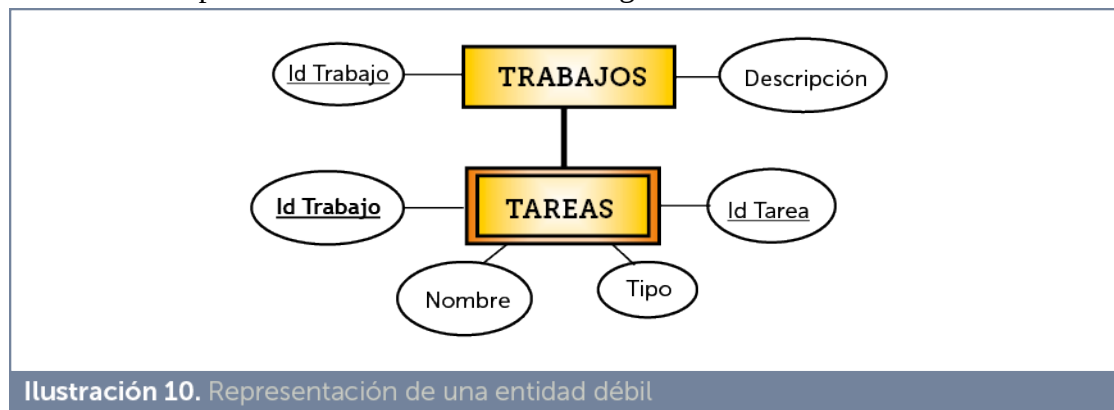 Id Trabajo
TRABAJOS
Descripción
Id Trabajo
TAREAS
Id Tarea
Nombre
Tipo
Ilustración 10. Representación de una entidad débil